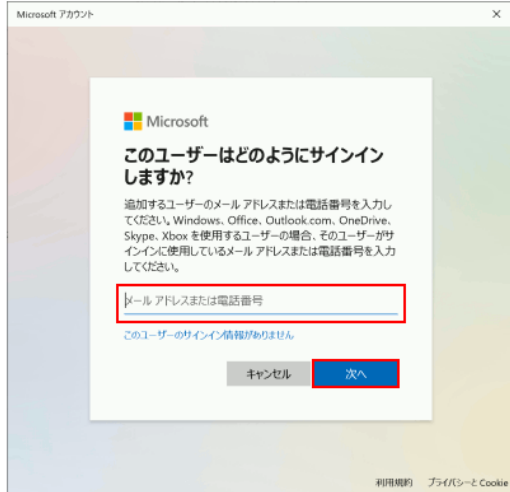 Microsoft アカウント
Microsoft
このユーザーはどのようにサインイン
しますか?
追加するユーザーのメール アドレスまたは電話番号を入力し
てください。Windows、Office、Outlook.com、OneDrive、
Skype、Xbox を使用するユーザーの場合、そのユーザーがサ
インインに使用しているメール アドレスまたは電話番号を入力
してください。
メール アドレスまたは電話番号
このユーザーのサインイン情報がありません
キャンセル 次へ
利用規約 プライバシーと Cookie